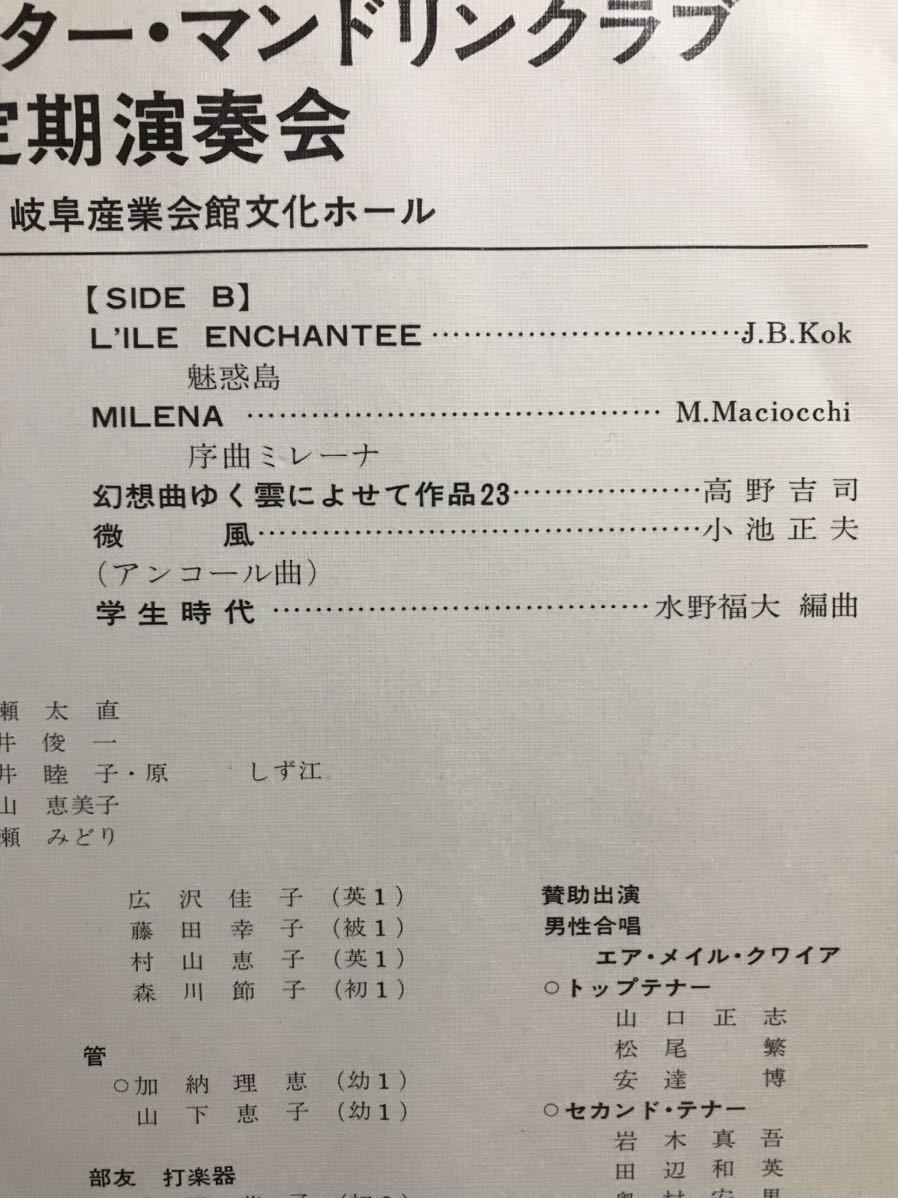 ター・マンドリンクラブ
定期演奏会
岐阜産業会館文化ホール
【SIDE B】
L'ILE ENCHANTEE……………………………J.B.Kok
魅惑島
MILENA ……………………………………M.Maciocchi
序曲ミレーナ
幻想曲ゆく雲によせて作品23…………………高野吉司
微風……………………………………小池正夫
(アンコール曲)
学生時代 …………………………………水野福大 編曲
瀬 太 直
井 俊 一
井 睦 子・原 しず江
山 恵美子
瀬 みどり
広沢佳子 (英1)
藤田幸子 (被1)
村山恵子 (英1)
森川節子 (初1)
管
○加納理恵 (幼1)
山下恵子 (幼1)
部友 打楽器
賛助出演
男性合唱
エア・メイル・クワイア
○トップテナー
山口正志
松尾 繁
安達 博
○セカンド・テナー
岩木真吾
田辺和英
奥村安男